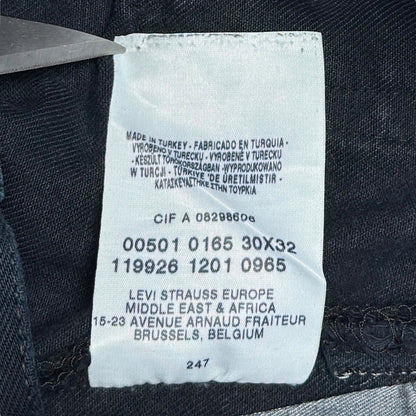 MADE IN TURKEY - FABRICADO EN TURQUIA -
VYROBENO V TURECKU - VYROBENÉ V TURECKU
- KÉSZÜLT TÖRÖKORSZÁGBAN - WYPRODUKOWANO
W TURCJI - TÜRKIYE 'DE ÜRETILMISTIR -
ΚΑΤΑΣΚΕΥΑΣΤΗΚΕ ΣΤΗΝ ΤΟΥΡΚΙΑ
CIF A 08298606
00501 0165 30X32
119926 1201 0965
LEVI STRAUSS EUROPE
MIDDLE EAST & AFRICA
15-23 AVENUE ARNAUD FRAITEUR
BRUSSELS, BELGIUM
247